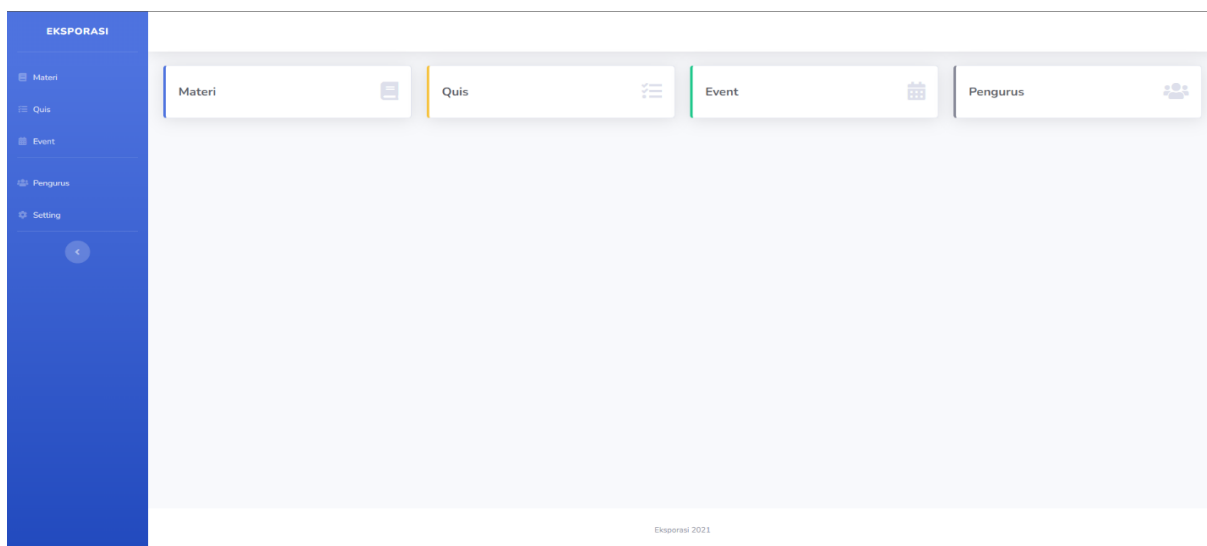 EKSPORASI
Materi
Quis
Event
Pengurus
Setting
Materi
Quis
Event
Pengurus
Eksporasi 2021